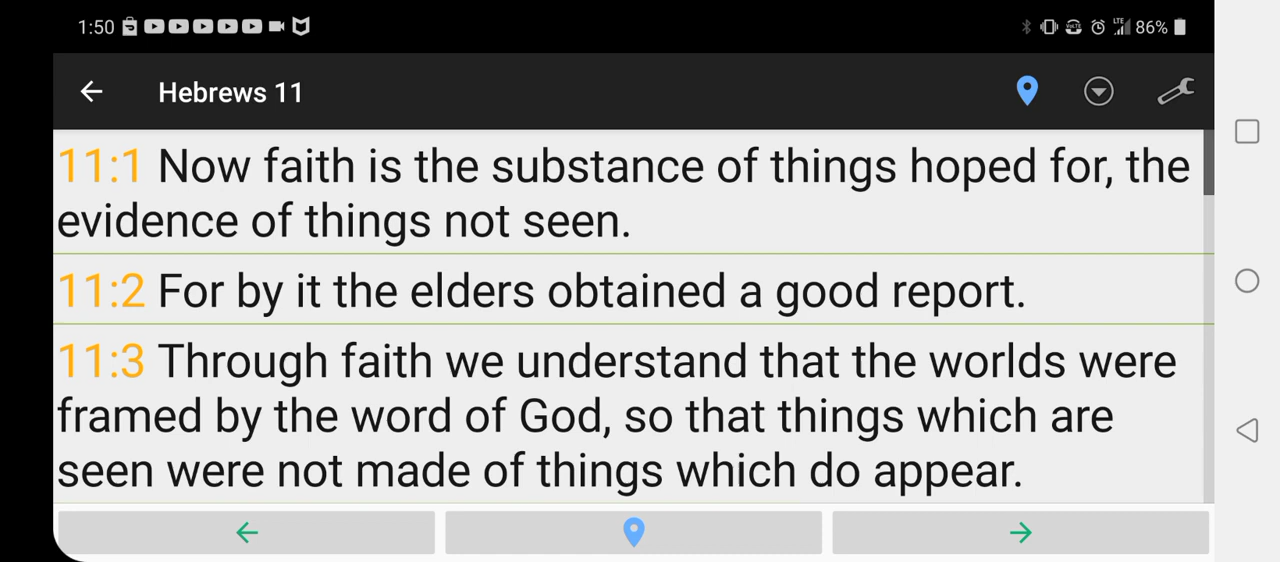 1:50 LTE 86%
Hebrews 11
11:1 Now faith is the substance of things hoped for, the
evidence of things not seen.
11:2 For by it the elders obtained a good report.
11:3 Through faith we understand that the worlds were
framed by the word of God, so that things which are
seen were not made of things which do appear.